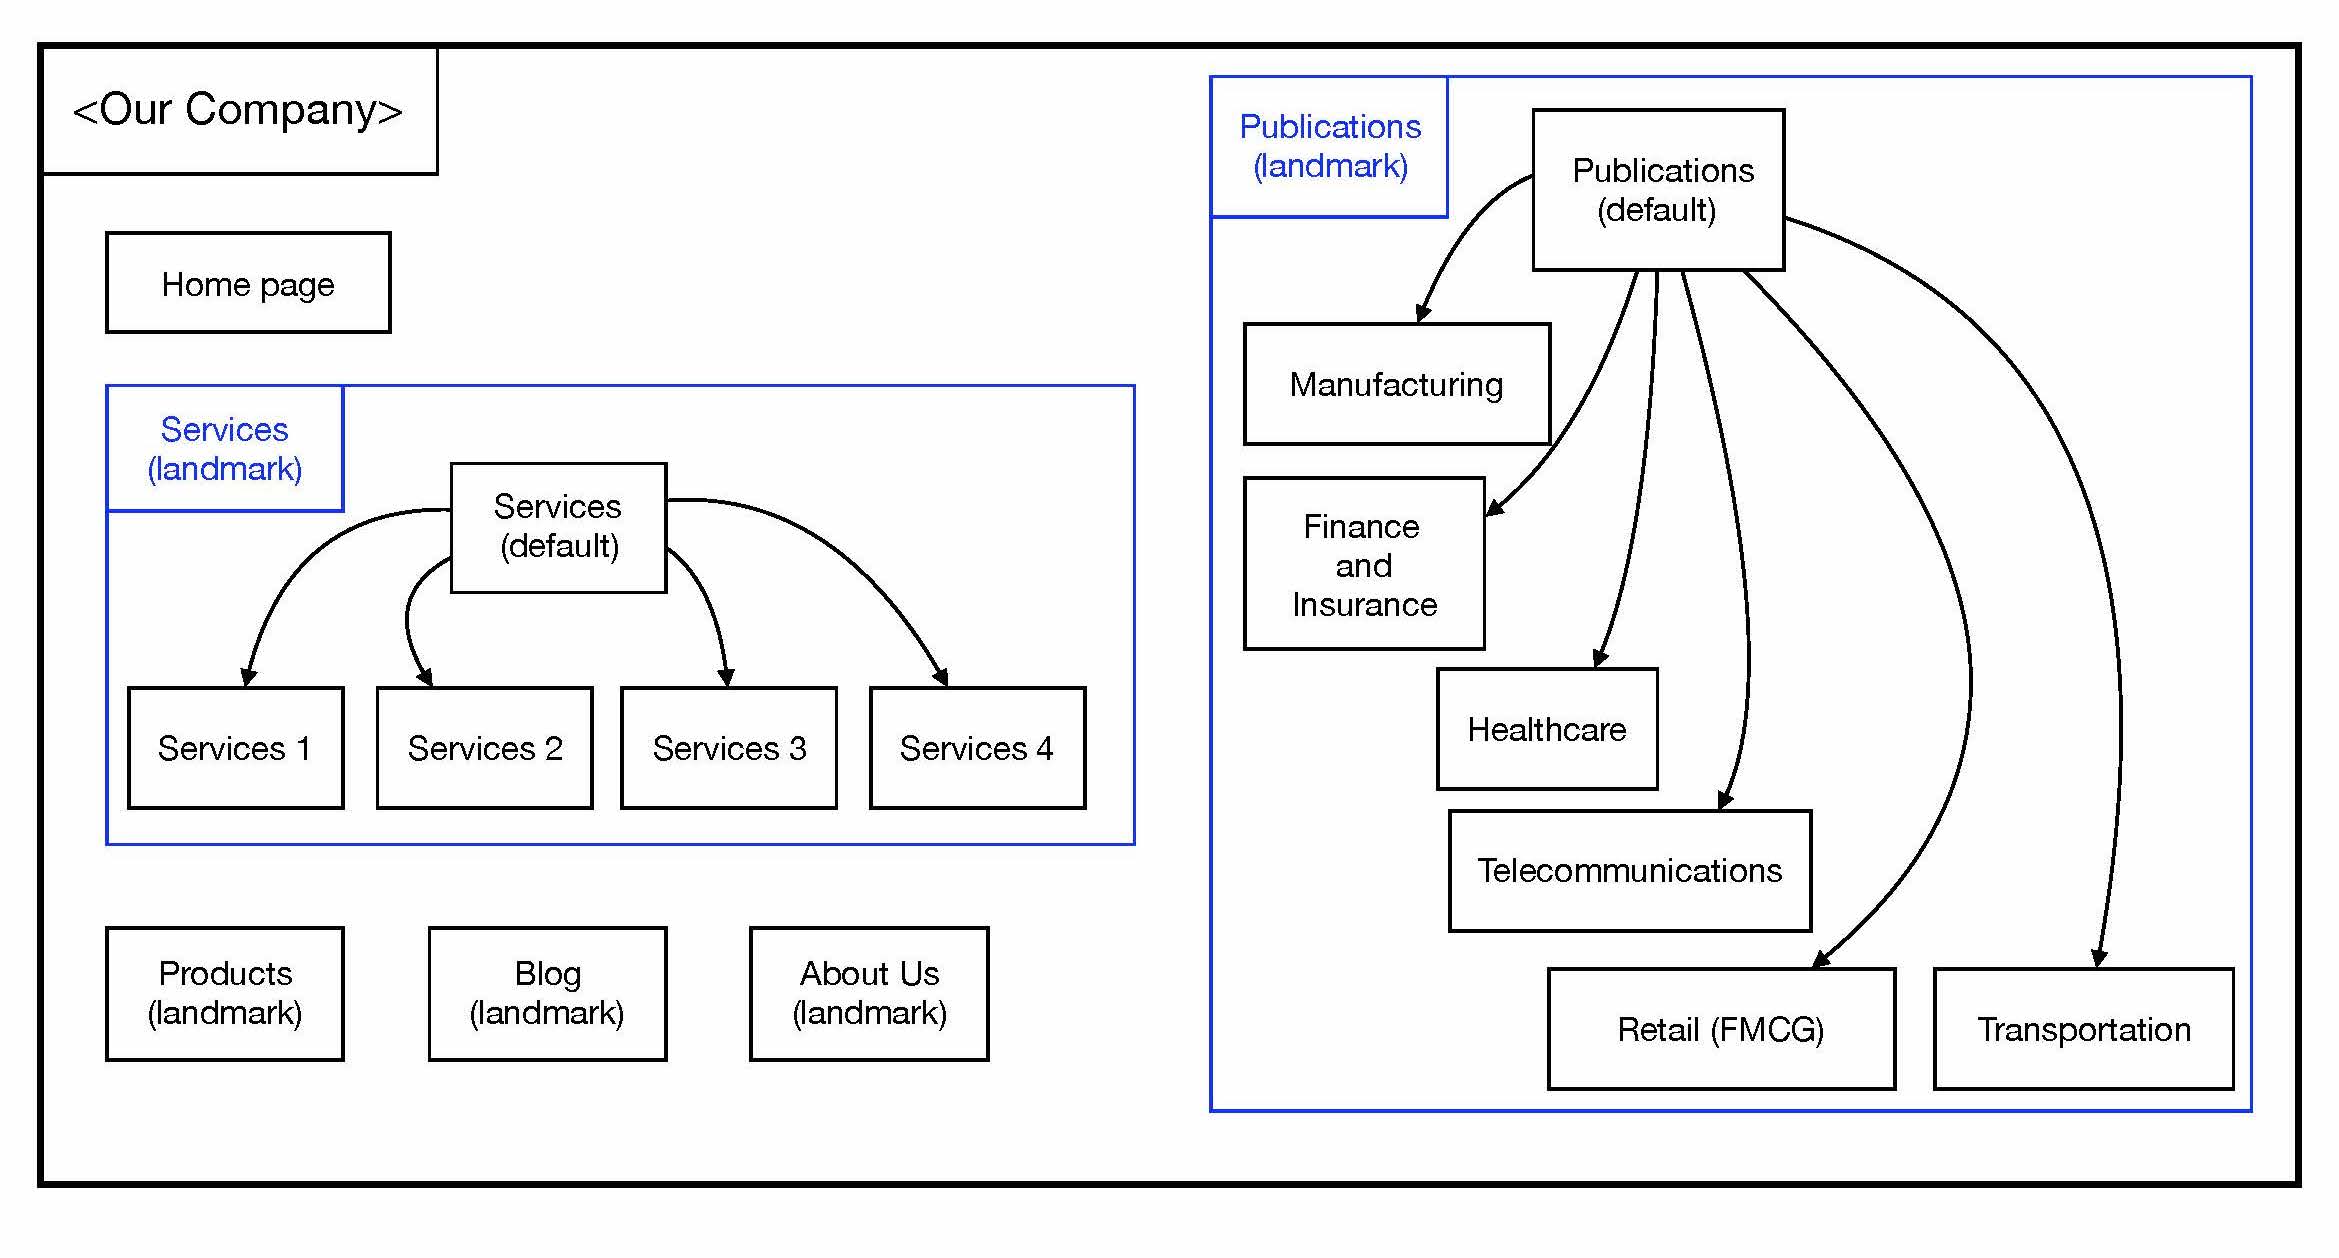 <Our Company>
Home page
Services
(landmark)
Services
(default)
Services 1
Services 2
Services 3
Services 4
Products
(landmark)
Blog
(landmark)
About Us
(landmark)
Publications
(landmark)
Publications
(default)
Manufacturing
Finance
and
Insurance
Healthcare
Telecommunications
Retail (FMCG)
Transportation